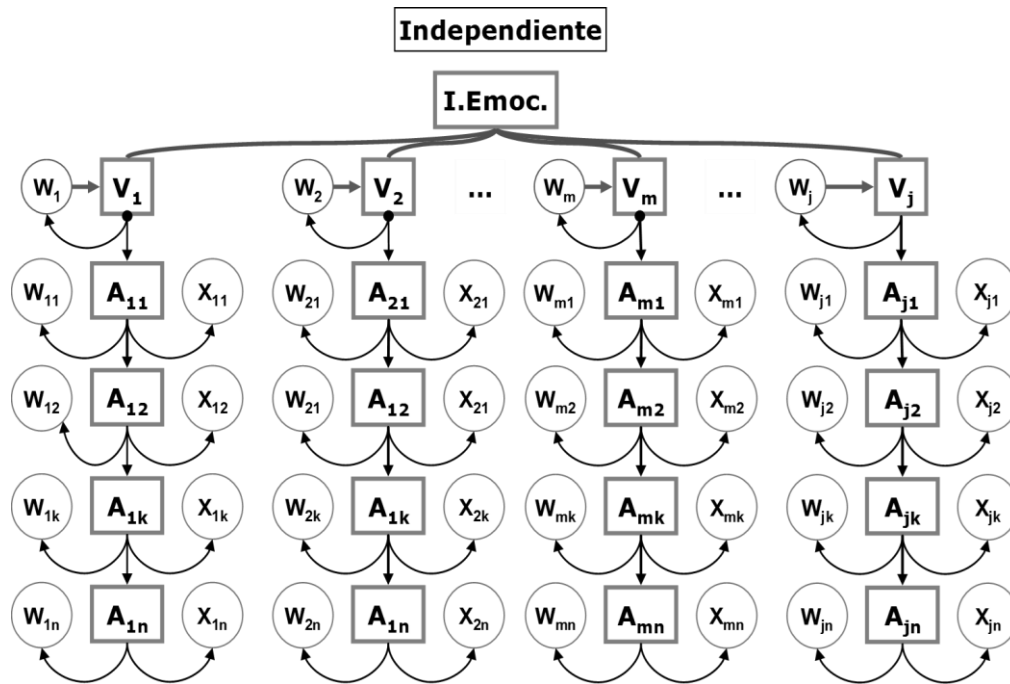 Independiente
I.Emoc.
W1 V1 W2 V2 ... Wm Vm ... Wj Vj
W11 A11 X11 W21 A21 X21 Wm1 Am1 Xm1 Wj1 Aj1 Xj1
W12 A12 X12 W21 A12 X21 Wm2 Am2 Xm2 Wj2 Aj2 Xj2
W1k A1k X1k W2k A1k X2k Wmk Amk Xmk Wjk Ajk Xjk
W1n A1n X1n W2n A1n X2n Wmn Amn Xmn Wjn Ajn Xjn